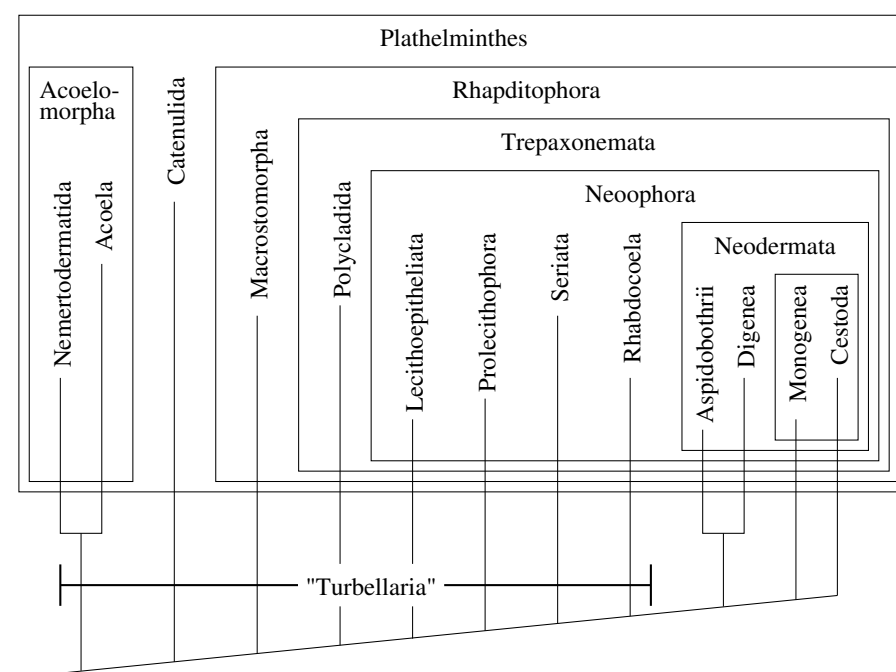 Plathelminthes
Acoelo-
morpha
Rhapditophora
Trepaxonemata
Neoophora
Neodermata
Nemertodermatida
Acoela
Catenulida
Macrostomorpha
Polycladida
Lecithoepitheliata
Prolecithophora
Seriata
Rhabdocoela
Aspidobothrii
Digenea
Monogenea
Cestoda
"Turbellaria"